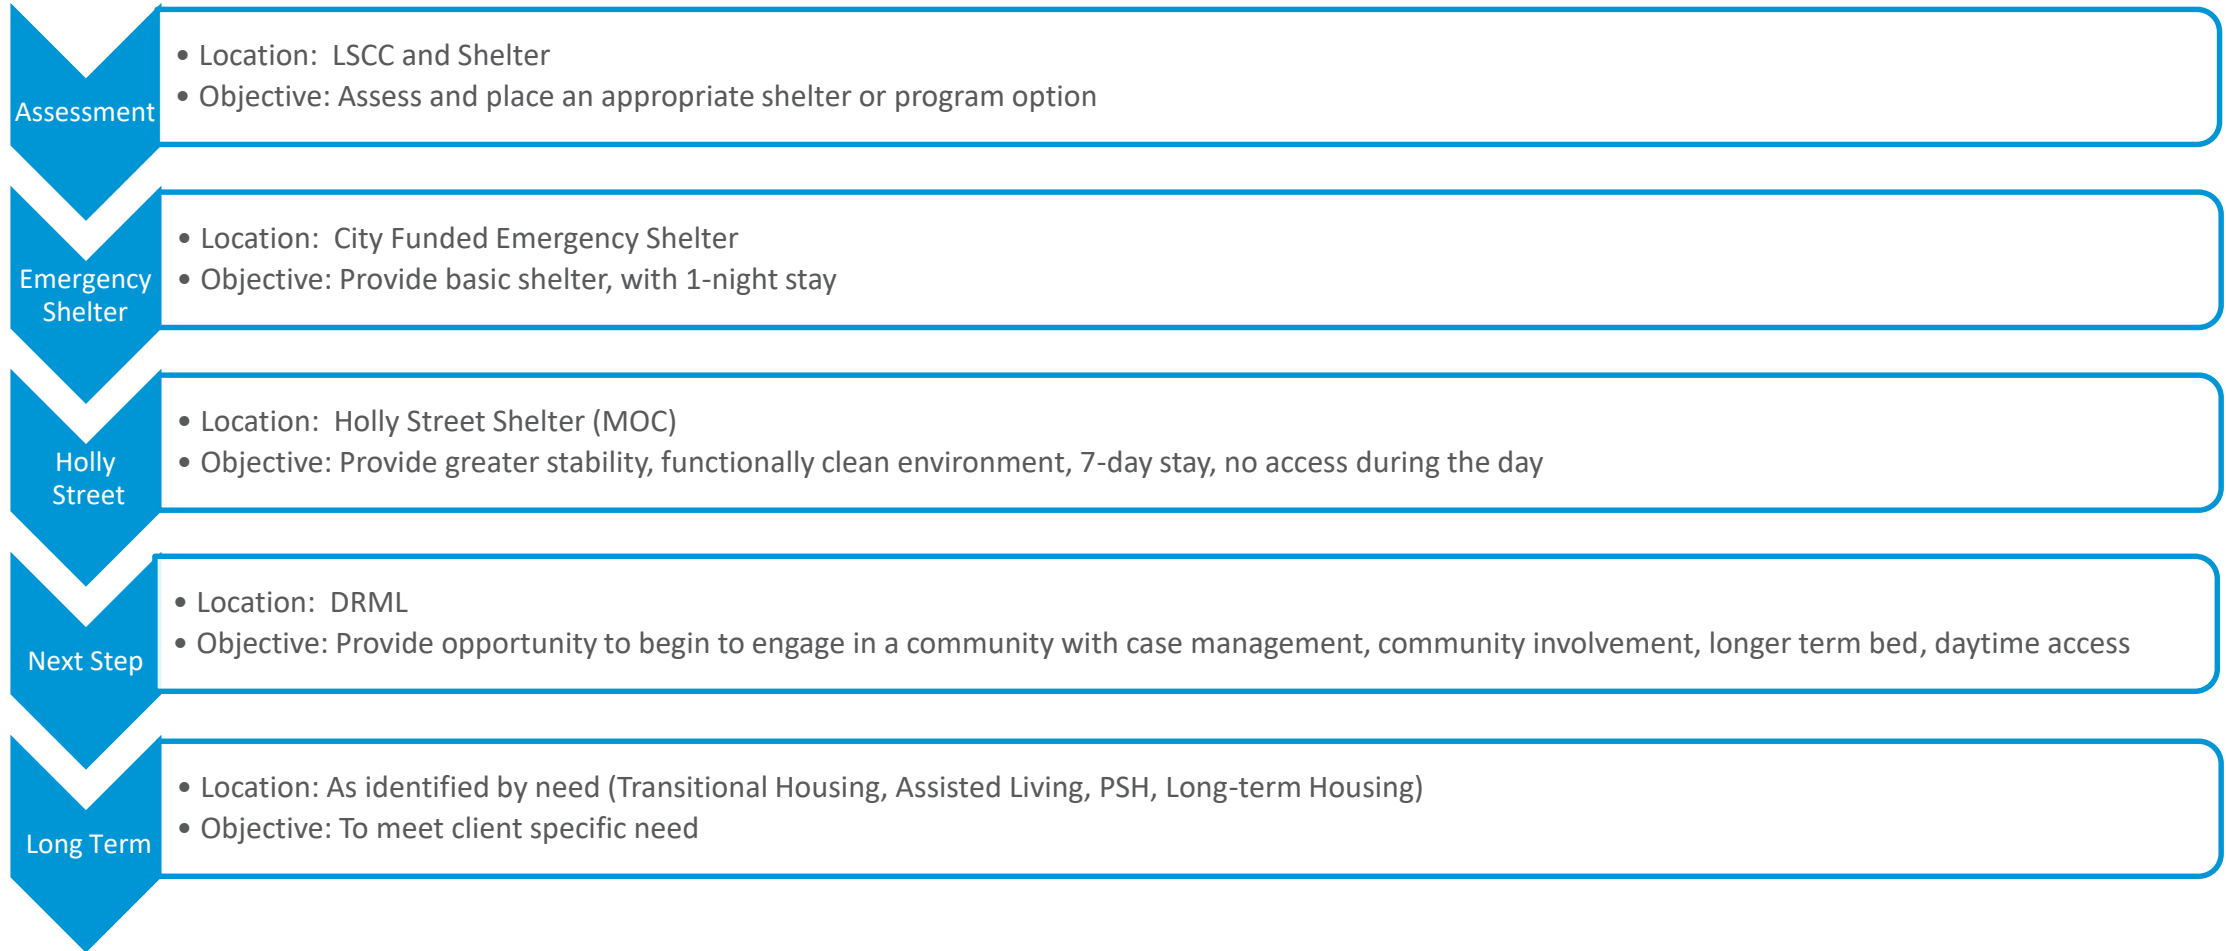 Assessment
• Location: LSCC and Shelter
• Objective: Assess and place an appropriate shelter or program option
Emergency
Shelter
• Location: City Funded Emergency Shelter
• Objective: Provide basic shelter, with 1-night stay
Holly
Street
• Location: Holly Street Shelter (MOC)
• Objective: Provide greater stability, functionally clean environment, 7-day stay, no access during the day
Next Step
• Location: DRML
• Objective: Provide opportunity to begin to engage in a community with case management, community involvement, longer term bed, daytime access
Long Term
• Location: As identified by need (Transitional Housing, Assisted Living, PSH, Long-term Housing)
• Objective: To meet client specific need